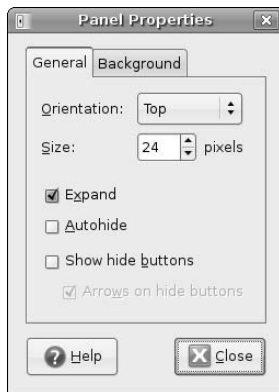 Panel Properties
General Background
Orientation: Top
Size: 24 pixels
Expand
Autohide
Show hide buttons
Arrows on hide buttons
Help Close